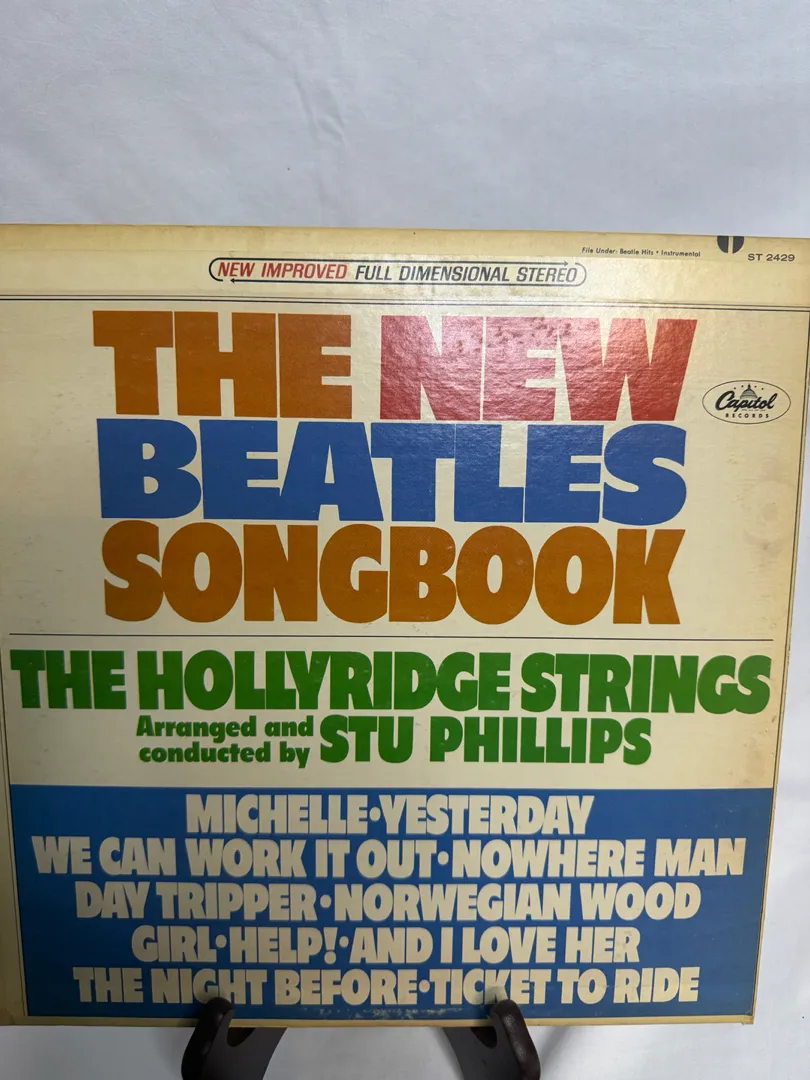 File Under: Beatle Hits • Instrumental
ST 2429
NEW IMPROVED FULL DIMENSIONAL STEREO
THE NEW
BEATLES
SONGBOOK
Capitol
RECORDS
THE HOLLYRIDGE STRINGS
Arranged and
conducted by STU PHILLIPS
MICHELLE•YESTERDAY
WE CAN WORK IT OUT•NOWHERE MAN
DAY TRIPPER•NORWEGIAN WOOD
GIRL•HELP!•AND I LOVE HER
THE NIGHT BEFORE•TICKET TO RIDE